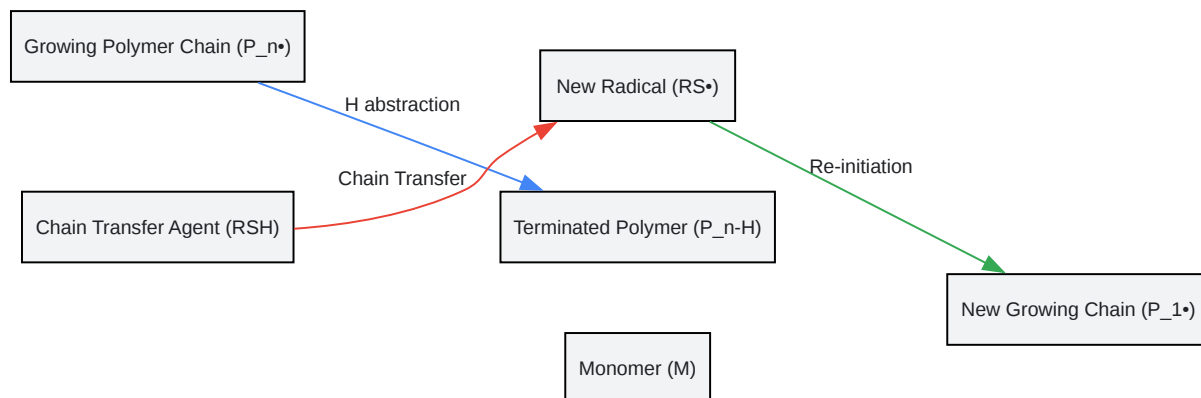 Growing Polymer Chain (P_n•)
New Radical (RS•)
H abstraction
Re-initiation
Chain Transfer
Chain Transfer Agent (RSH)
Terminated Polymer (P_n-H)
New Growing Chain (P_1•)
Monomer (M)